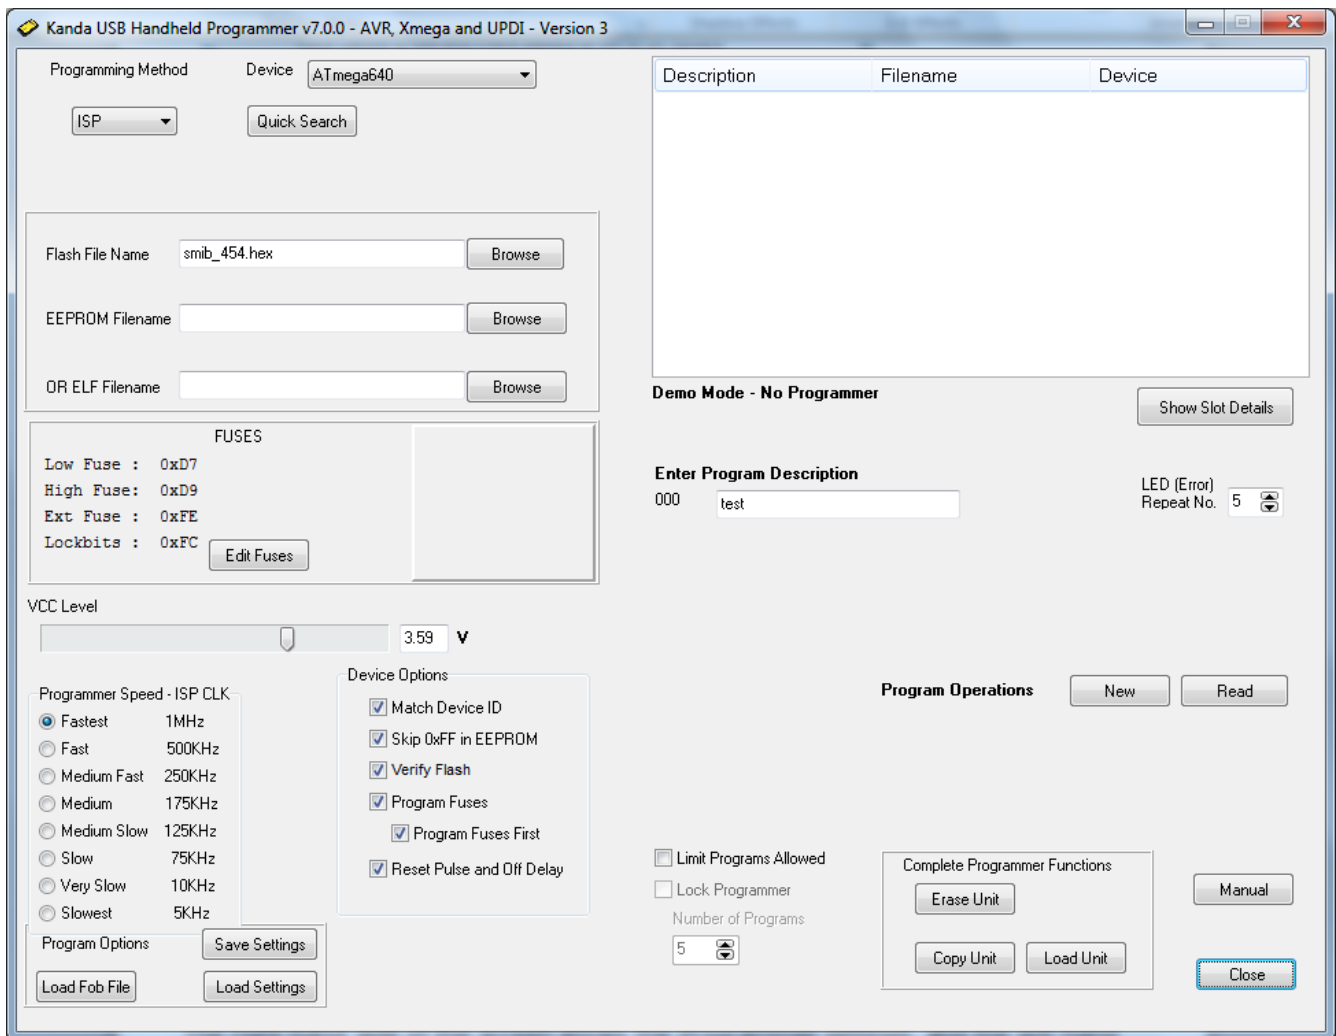 Kanda USB Handheld Programmer v7.0.0 - AVR, Xmega and UPDI - Version 3
Programming Method
Device
ATmega640
ISP
Quick Search
Flash File Name
smib_454.hex
Browse
EEPROM Filename
Browse
OR ELF Filename
Browse
FUSES
Low Fuse : 0xD7
High Fuse: 0xD9
Ext Fuse : 0xFE
Lockbits : 0xFC
Edit Fuses
VCC Level
3.59 V
Programmer Speed - ISP CLK
Fastest 1MHz
Fast 500KHz
Medium Fast 250KHz
Medium 175KHz
Medium Slow 125KHz
Slow 75KHz
Very Slow 10KHz
Slowest 5KHz
Device Options
Match Device ID
Skip 0xFF in EEPROM
Verify Flash
Program Fuses
Program Fuses First
Reset Pulse and Off Delay
Program Options
Save Settings
Load Fob File
Load Settings
Description Filename Device
Demo Mode - No Programmer
Show Slot Details
Enter Program Description
000 test
LED (Error)
Repeat No. 5
Program Operations
New
Read
Limit Programs Allowed
Lock Programmer
Number of Programs
5
Complete Programmer Functions
Erase Unit
Copy Unit
Load Unit
Manual
Close